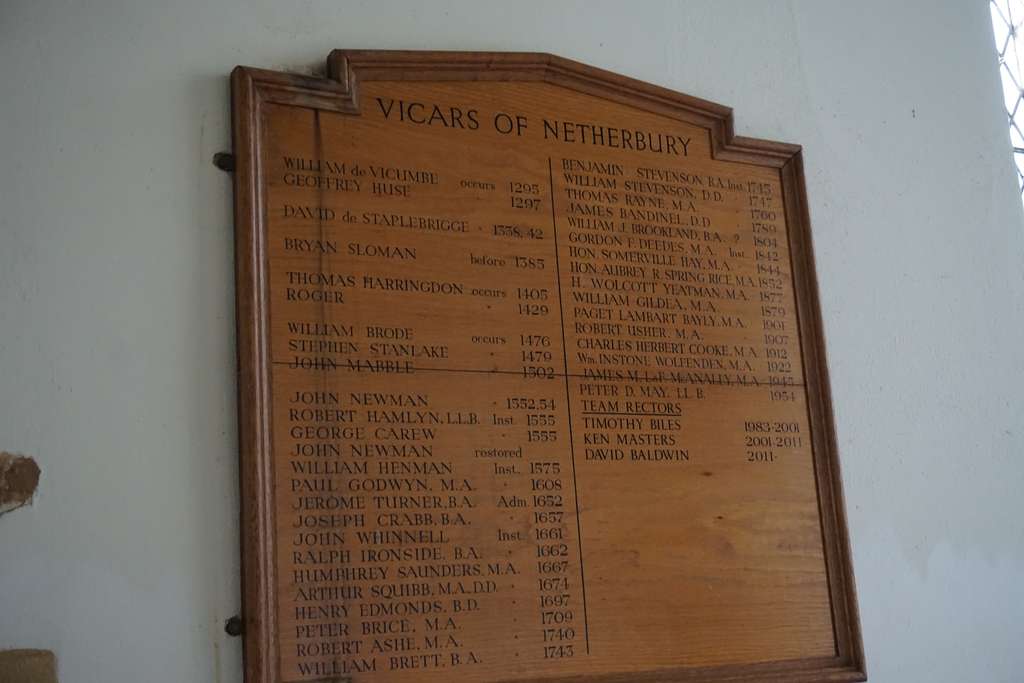 VICARS OF NETHERBURY
WILLIAM de VICUMBE occurs 1295
GEOFFREY HUSE 1297
DAVID de STAPLEBRIGGE 1338, 42
BRYAN SLOMAN before 1383
THOMAS HARRINGDON occurs 1405
ROGER 1429
WILLIAM BRODE occurs 1476
STEPHEN STANLAKE 1479
JOHN MABBLE 1502
JOHN NEWMAN 1552, 54
ROBERT HAMLYN, LL.B. Inst. 1555
GEORGE CAREW 1555
JOHN NEWMAN restored
WILLIAM HENMAN Inst. 1575
PAUL GODWYN, M.A. 1608
JEROME TURNER, B.A. Adm. 1652
JOSEPH CRABB, B.A. 1657
JOHN WHINNELL Inst 1661
RALPH IRONSIDE, B.A. 1662
HUMPHREY SAUNDERS, M.A. 1667
ARTHUR SQUIBB, M.A., D.D. 1674
HENRY EDMONDS, B.D. 1697
PETER BRICE, M.A. 1709
ROBERT ASHE, M.A. 1740
WILLIAM BRETT, B.A. 1743
BENJAMIN STEVENSON B.A. Inst 1745
WILLIAM STEVENSON, D.D. 1747
THOMAS RAYNE, M.A. 1760
JAMES BANDINEL, D.D 1789
WILLIAM J. BROOKLAND, B.A. ? 1804
GORDON F. DEEDES, M.A. Inst. 1842
HON. SOMERVILLE HAY, M.A. 1844
HON. AUBREY R. SPRING RICE, M.A. 1852
H. WOLCOTT YEATMAN, M.A. 1877
WILLIAM GILDEA, M.A. 1879
PAGET LAMBART BAYLY, M.A. 1901
ROBERT USHER, M.A. 1907
CHARLES HERBERT COOKE, M.A. 1912
Wm. INSTONE WOLFENDEN, M.A. 1922
JAMES M. LaF. McANALLY, M.A. 1945
PETER D. MAY, LL.B. 1954
TEAM RECTORS
TIMOTHY BILES 1983-2001
KEN MASTERS 2001-2011
DAVID BALDWIN 2011-